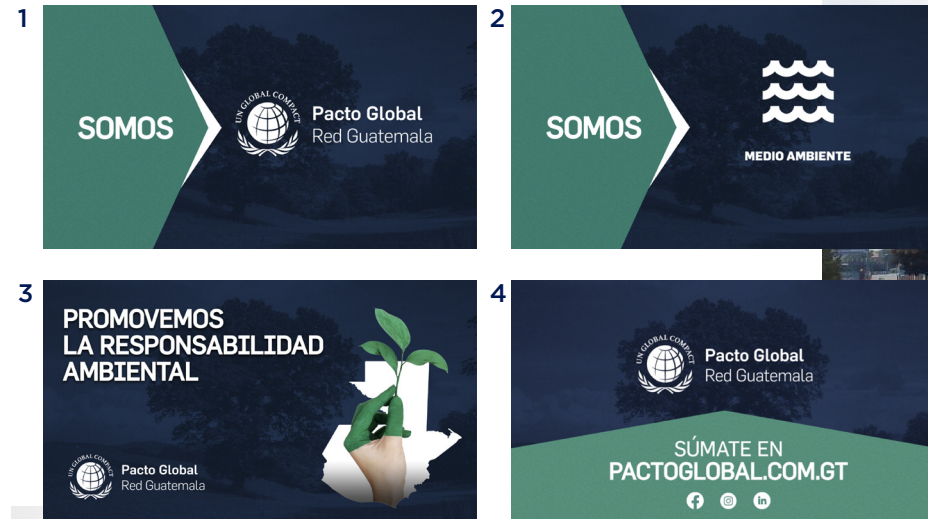 1
SOMOS
UN GLOBAL COMPACT
Pacto Global
Red Guatemala
2
SOMOS
MEDIO AMBIENTE
3
PROMOVEMOS
LA RESPONSABILIDAD
AMBIENTAL
UN GLOBAL COMPACT
Pacto Global
Red Guatemala
4
UN GLOBAL COMPACT
Pacto Global
Red Guatemala
SÚMATE EN
PACTOGLOBAL.COM.GT
f
in